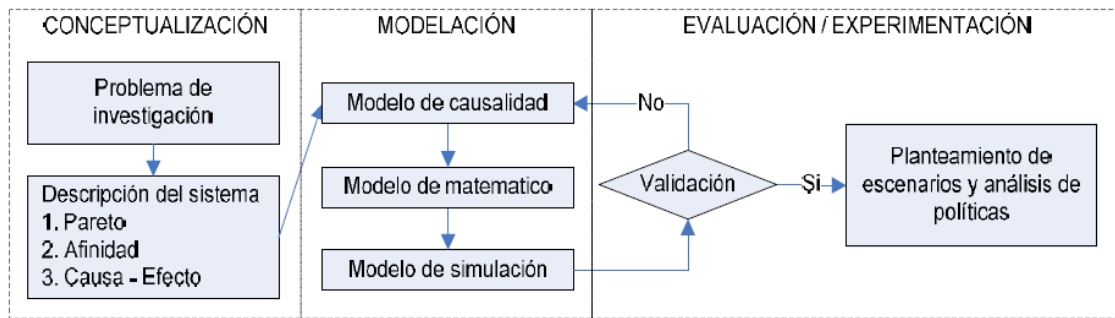 CONCEPTUALIZACIÓN
Problema de
investigación
Descripción del sistema
1. Pareto
2. Afinidad
3. Causa - Efecto
MODELACIÓN
Modelo de causalidad
Modelo de matematico
Modelo de simulación
EVALUACIÓN / EXPERIMENTACIÓN
No
Validación
Si
Planteamiento de
escenarios y análisis de
políticas